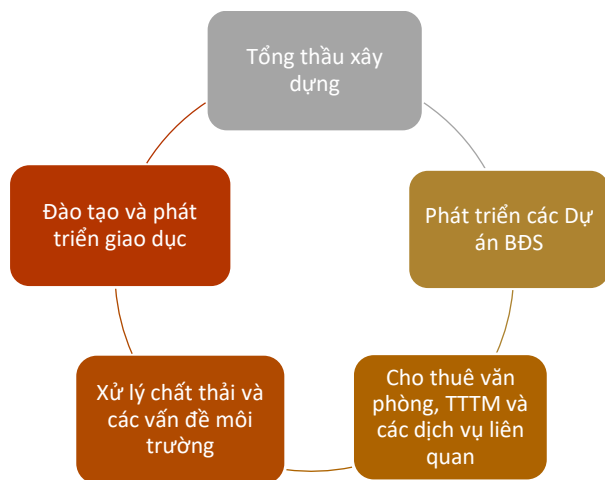 Tổng thầu xây
dựng
Phát triển các Dự
án BĐS
Cho thuê văn
phòng, TTTM và
các dịch vụ liên
quan
Xử lý chất thải và
các vấn đề môi
trường
Đào tạo và phát
triển giao dục